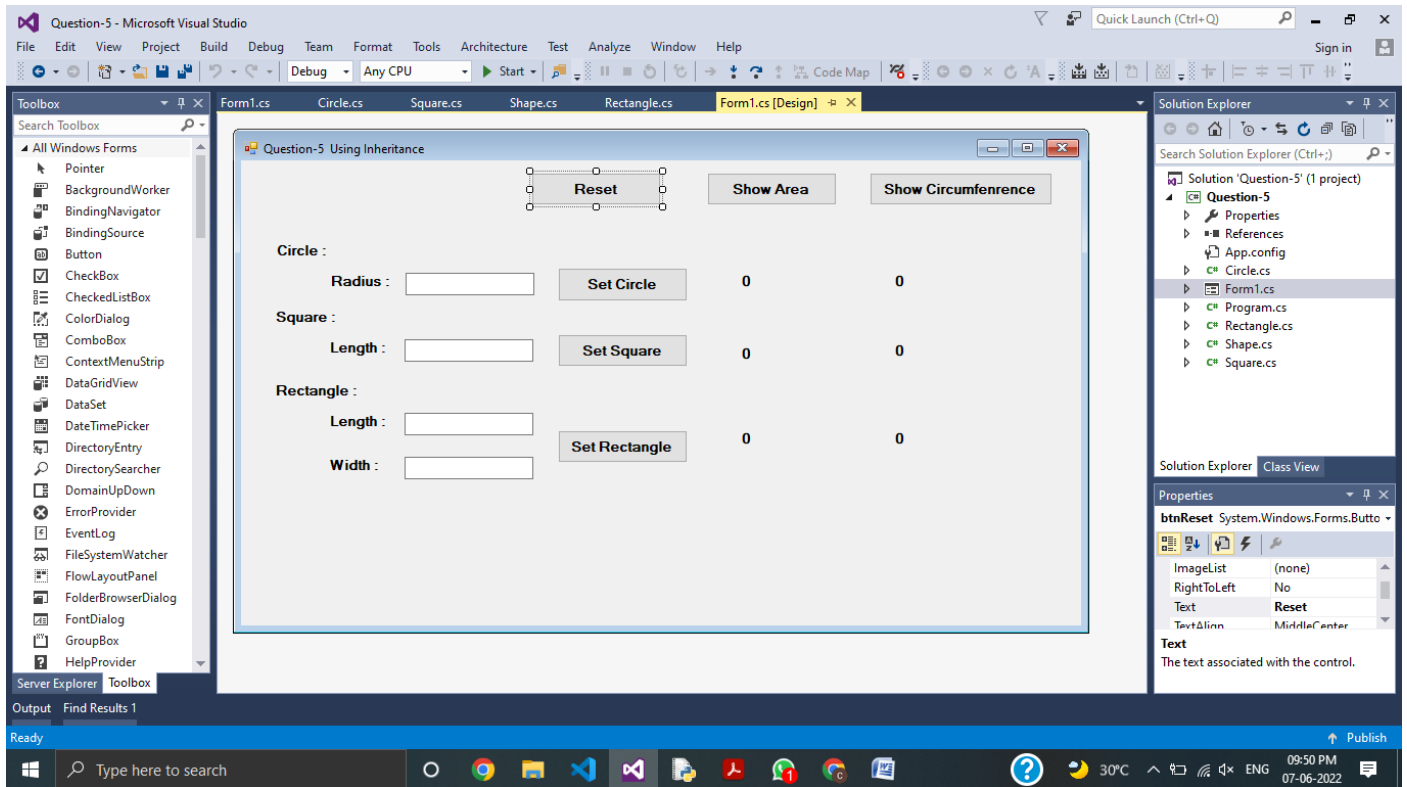 Question-5 - Microsoft Visual Studio
Quick Launch (Ctrl+Q)
File Edit View Project Build Debug Team Format Tools Architecture Test Analyze Window Help
Sign in
Debug Any CPU Start Code Map
Toolbox
Form1.cs Circle.cs Square.cs Shape.cs Rectangle.cs Form1.cs [Design]
Search Toolbox
All Windows Forms
Pointer
BackgroundWorker
BindingNavigator
BindingSource
Button
CheckBox
CheckedListBox
ColorDialog
ComboBox
ContextMenuStrip
DataGridView
DataSet
DateTimePicker
DirectoryEntry
DirectorySearcher
DomainUpDown
ErrorProvider
EventLog
FileSystemWatcher
FlowLayoutPanel
FolderBrowserDialog
FontDialog
GroupBox
HelpProvider
Server Explorer Toolbox
Question-5 Using Inheritance
Reset Show Area Show Circumfenrence
Circle :
Radius : Set Circle 0 0
Square :
Length : Set Square 0 0
Rectangle :
Length :
Set Rectangle 0 0
Width :
Solution Explorer
Search Solution Explorer (Ctrl+;)
Solution 'Question-5' (1 project)
Question-5
Properties
References
App.config
C# Circle.cs
Form1.cs
C# Program.cs
C# Rectangle.cs
C# Shape.cs
C# Square.cs
Solution Explorer Class View
Properties
btnReset System.Windows.Forms.Butto
ImageList (none)
RightToLeft No
Text Reset
TextAlign MiddleCenter
Text
The text associated with the control.
Output Find Results 1
Ready
Publish
Type here to search
30°C ENG 09:50 PM
07-06-2022